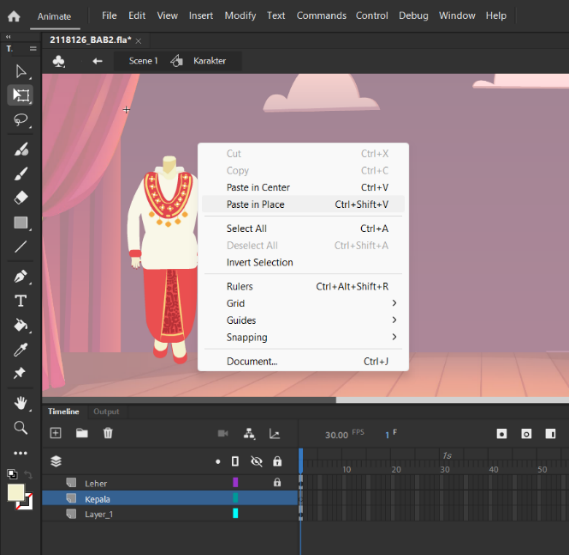 Animate File Edit View Insert Modify Text Commands Control Debug Window Help
T.
2118126_BAB2.fla* ×
Scene 1 Karakter
Cut Ctrl+X
Copy Ctrl+C
Paste in Center Ctrl+V
Paste in Place Ctrl+Shift+V
Select All Ctrl+A
Deselect All Ctrl+Shift+A
Invert Selection
Rulers Ctrl+Alt+Shift+R
Grid
Guides
Snapping
Document... Ctrl+J
Timeline Output
30.00 FPS 1 F
1s
10 20 30 40 50
Leher
Kepala
Layer_1